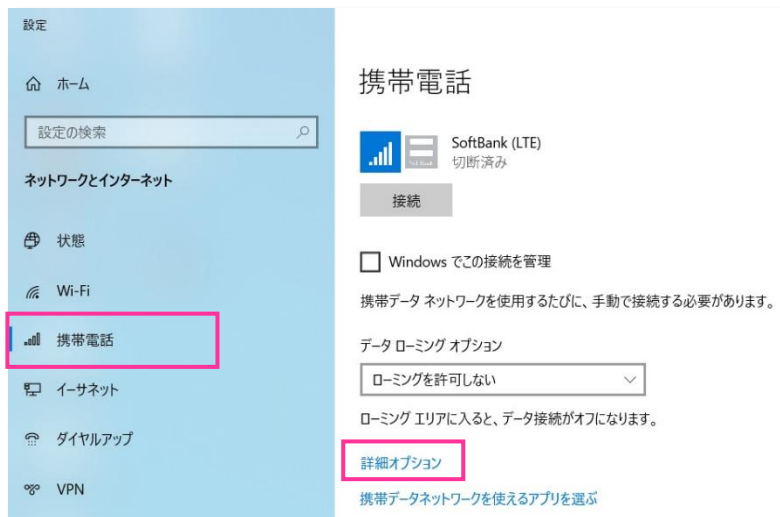 設定
ホーム
設定の検索
ネットワークとインターネット
状態
Wi-Fi
携帯電話
イーサネット
ダイヤルアップ
VPN
携帯電話
SoftBank (LTE)
切断済み
接続
Windows でこの接続を管理
携帯データ ネットワークを使用するたびに、手動で接続する必要があります。
データ ローミング オプション
ローミングを許可しない
ローミング エリアに入ると、データ接続がオフになります。
詳細オプション
携帯データネットワークを使えるアプリを選ぶ